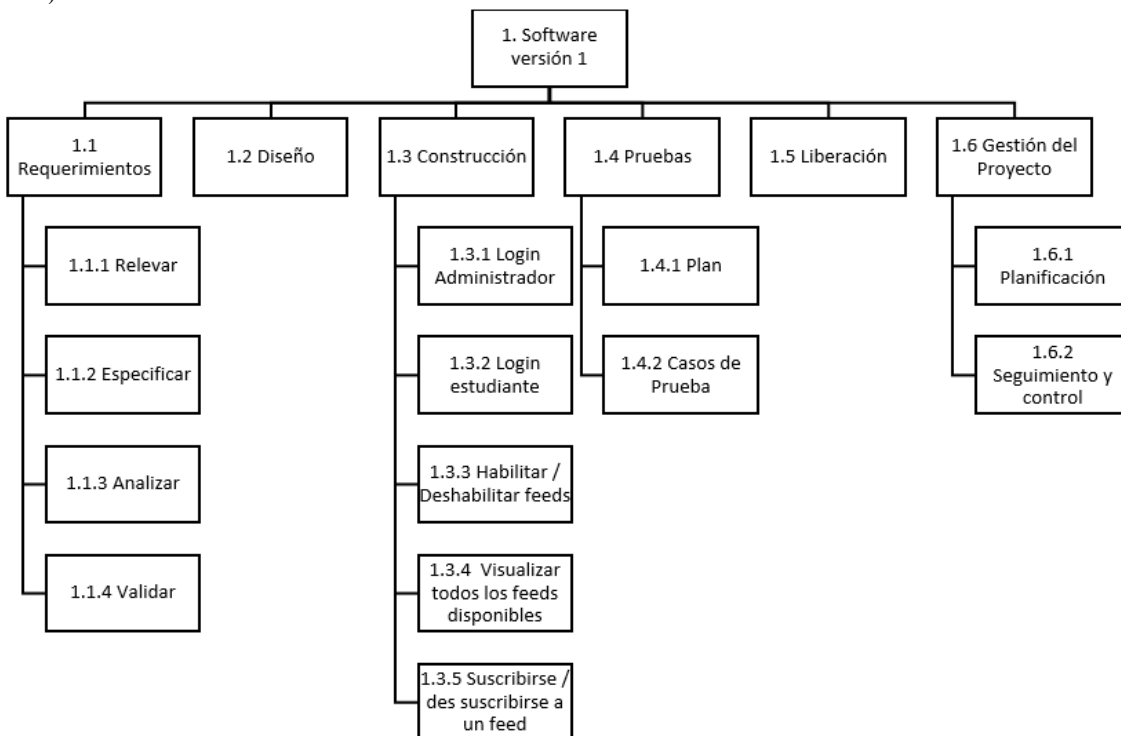 1. Software
versión 1
1.1
Requerimientos
1.2 Diseño
1.3 Construcción
1.4 Pruebas
1.5 Liberación
1.6 Gestión del
Proyecto
1.1.1 Relevar
1.1.2 Especificar
1.1.3 Analizar
1.1.4 Validar
1.3.1 Login
Administrador
1.3.2 Login
estudiante
1.3.3 Habilitar /
Deshabilitar feeds
1.3.4 Visualizar
todos los feeds
disponibles
1.3.5 Suscribirse /
des suscribirse a
un feed
1.4.1 Plan
1.4.2 Casos de
Prueba
1.6.1
Planificación
1.6.2
Seguimiento y
control